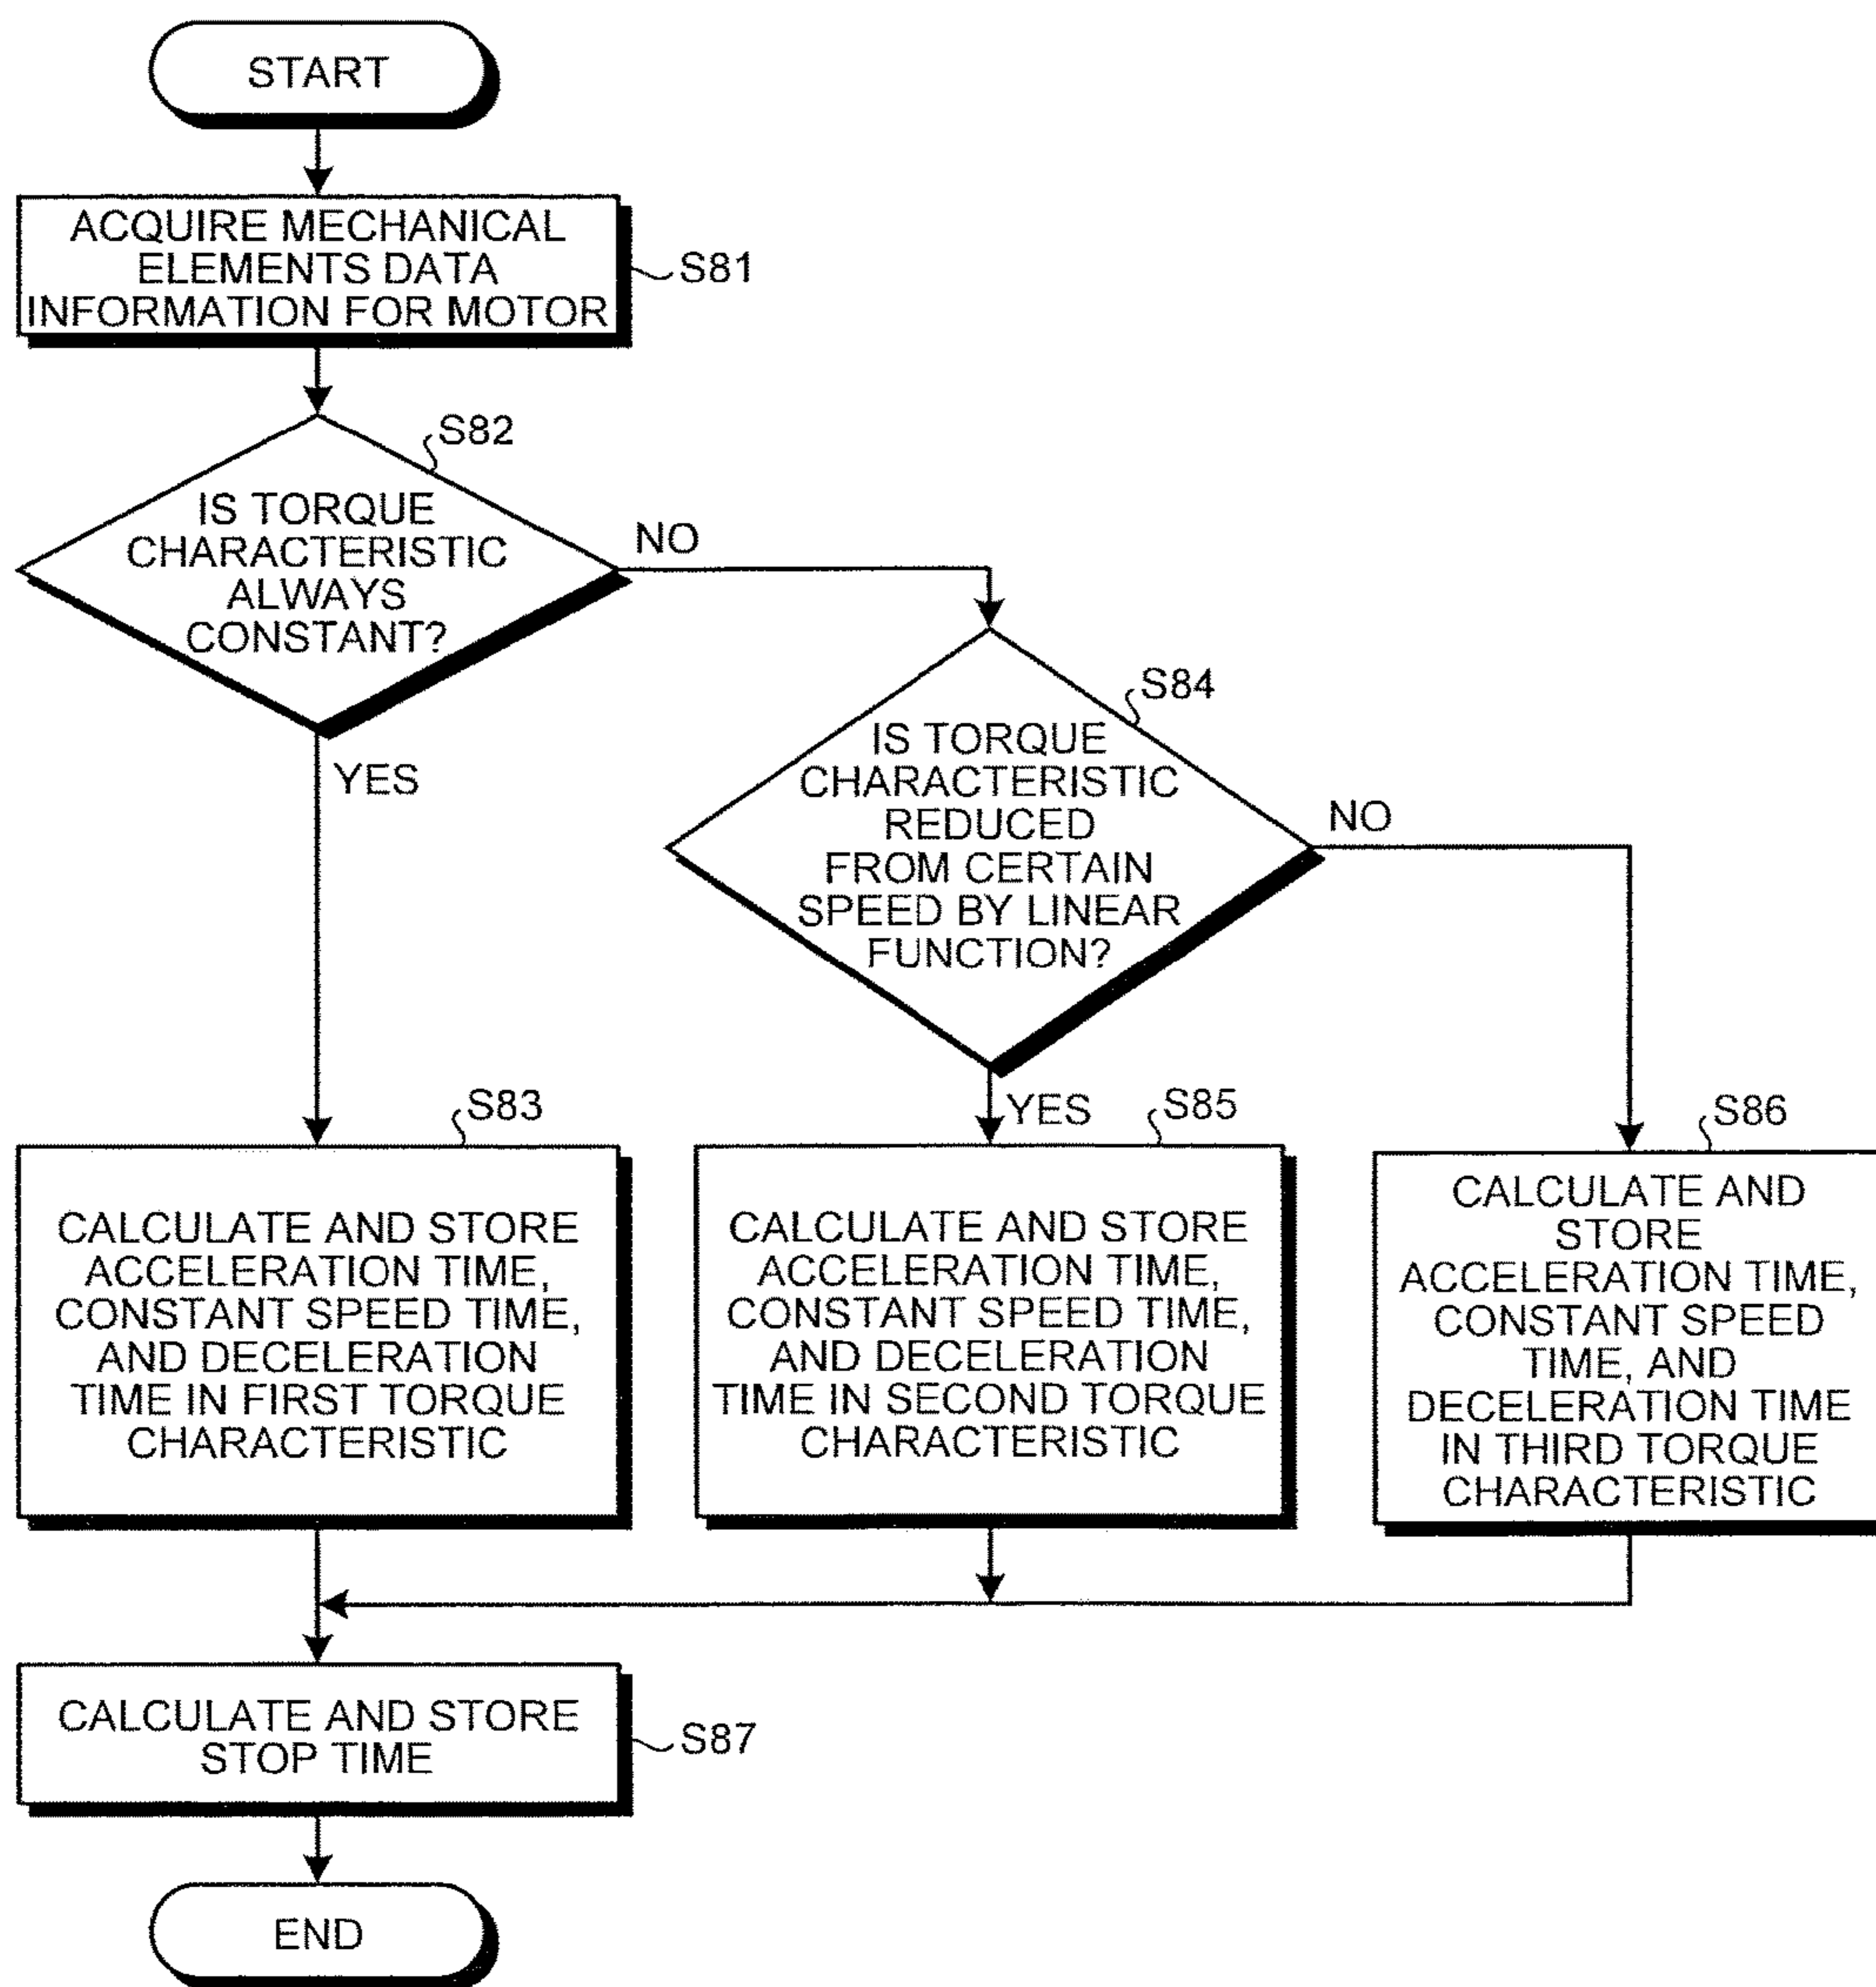 START
ACQUIRE MECHANICAL
ELEMENTS DATA
INFORMATION FOR MOTOR
S81
S82
IS TORQUE
CHARACTERISTIC
ALWAYS
CONSTANT?
NO
YES
S84
IS TORQUE
CHARACTERISTIC
REDUCED
FROM CERTAIN
SPEED BY LINEAR
FUNCTION?
NO
YES
S83
CALCULATE AND STORE
ACCELERATION TIME,
CONSTANT SPEED TIME,
AND DECELERATION
TIME IN FIRST TORQUE
CHARACTERISTIC
S85
CALCULATE AND STORE
ACCELERATION TIME,
CONSTANT SPEED TIME,
AND DECELERATION
TIME IN SECOND TORQUE
CHARACTERISTIC
S86
CALCULATE AND
STORE
ACCELERATION TIME,
CONSTANT SPEED
TIME, AND
DECELERATION TIME
IN THIRD TORQUE
CHARACTERISTIC
CALCULATE AND STORE
STOP TIME
S87
END